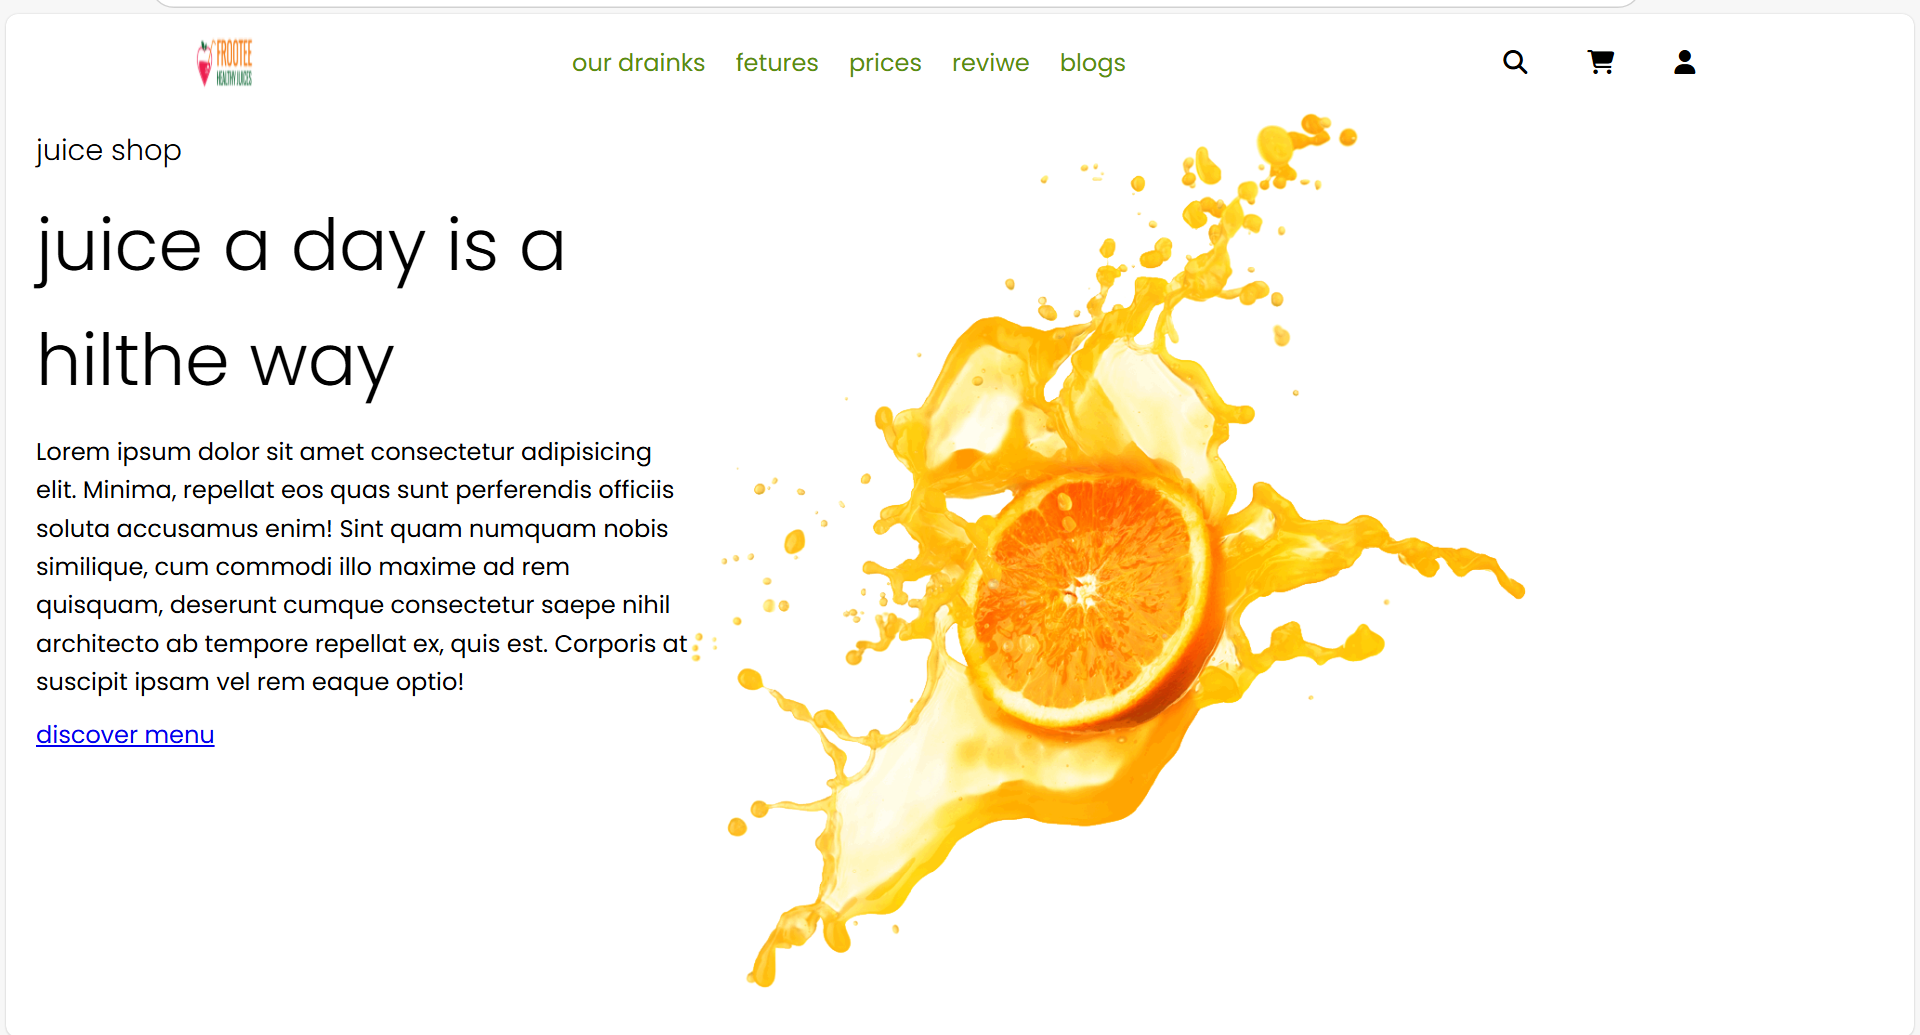 FROOTEE
HEALTHY JUICES
our drainks fetures prices reviwe blogs
juice shop
juice a day is a
hilthe way
Lorem ipsum dolor sit amet consectetur adipisicing
elit. Minima, repellat eos quas sunt perferendis officiis
soluta accusamus enim! Sint quam numquam nobis
similique, cum commodi illo maxime ad rem
quisquam, deserunt cumque consectetur saepe nihil
architecto ab tempore repellat ex, quis est. Corporis at
suscipit ipsam vel rem eaque optio!
discover menu